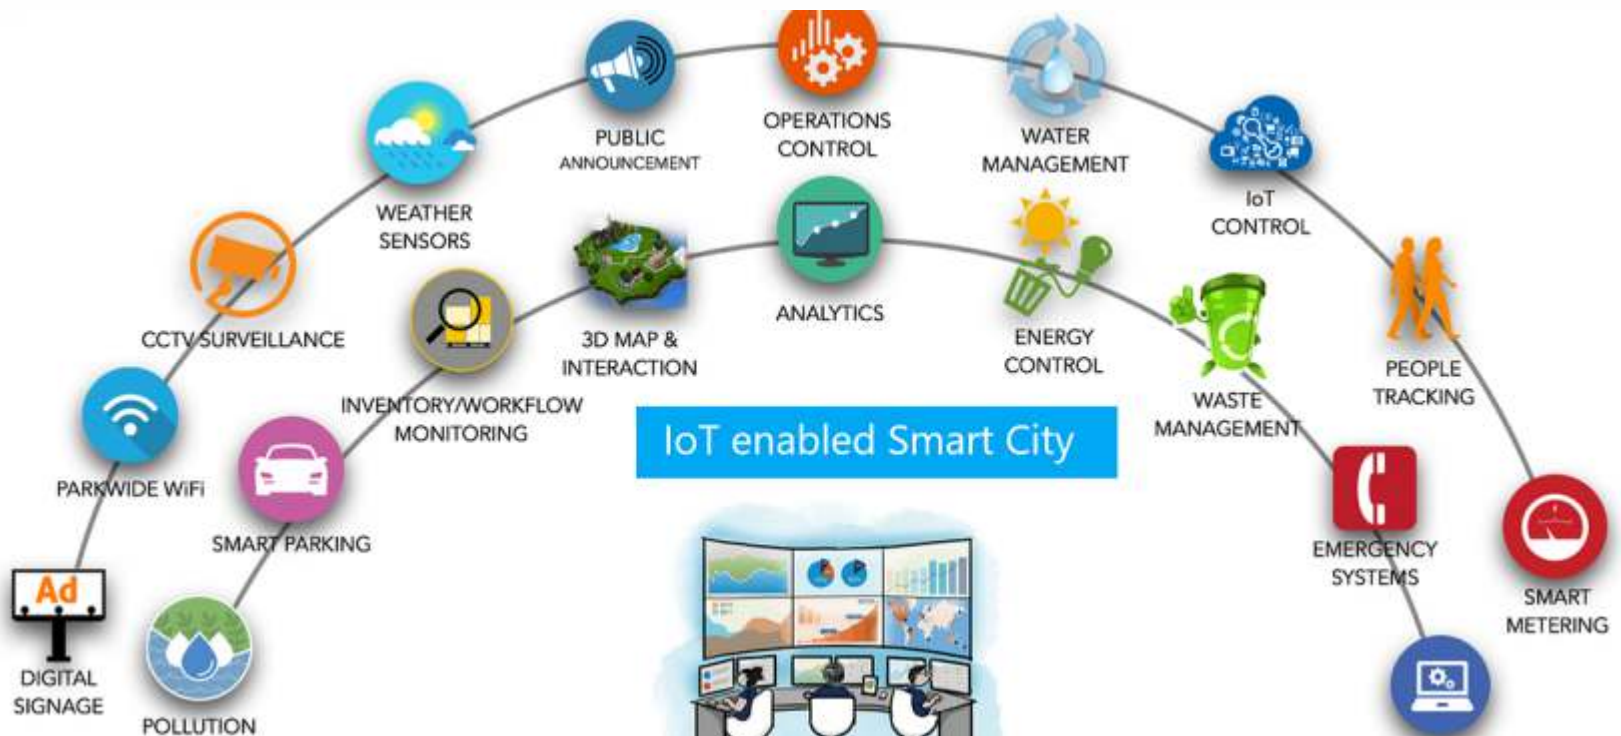 PUBLIC
ANNOUNCEMENT
OPERATIONS
CONTROL
WATER
MANAGEMENT
WEATHER
SENSORS
IoT
CONTROL
CCTV SURVEILLANCE
3D MAP &
INTERACTION
ANALYTICS
ENERGY
CONTROL
PEOPLE
TRACKING
INVENTORY/WORKFLOW
MONITORING
WASTE
MANAGEMENT
IoT enabled Smart City
PARKWIDE WiFi
SMART PARKING
EMERGENCY
SYSTEMS
Ad
DIGITAL
SIGNAGE
SMART
METERING
POLLUTION